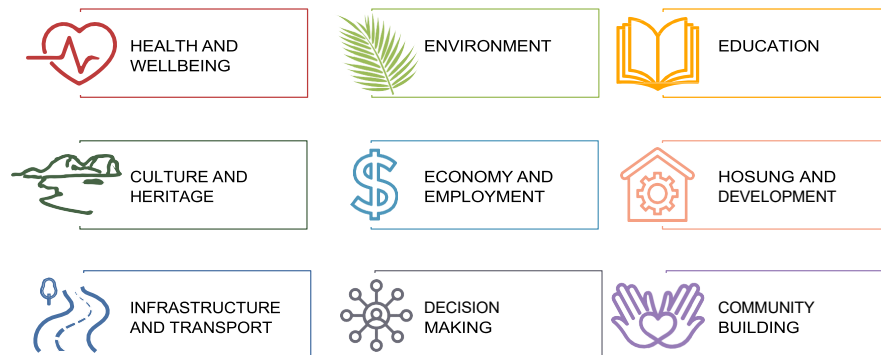 HEALTH AND
WELLBEING
ENVIRONMENT
EDUCATION
CULTURE AND
HERITAGE
ECONOMY AND
EMPLOYMENT
HOSUNG AND
DEVELOPMENT
INFRASTRUCTURE
AND TRANSPORT
DECISION
MAKING
COMMUNITY
BUILDING